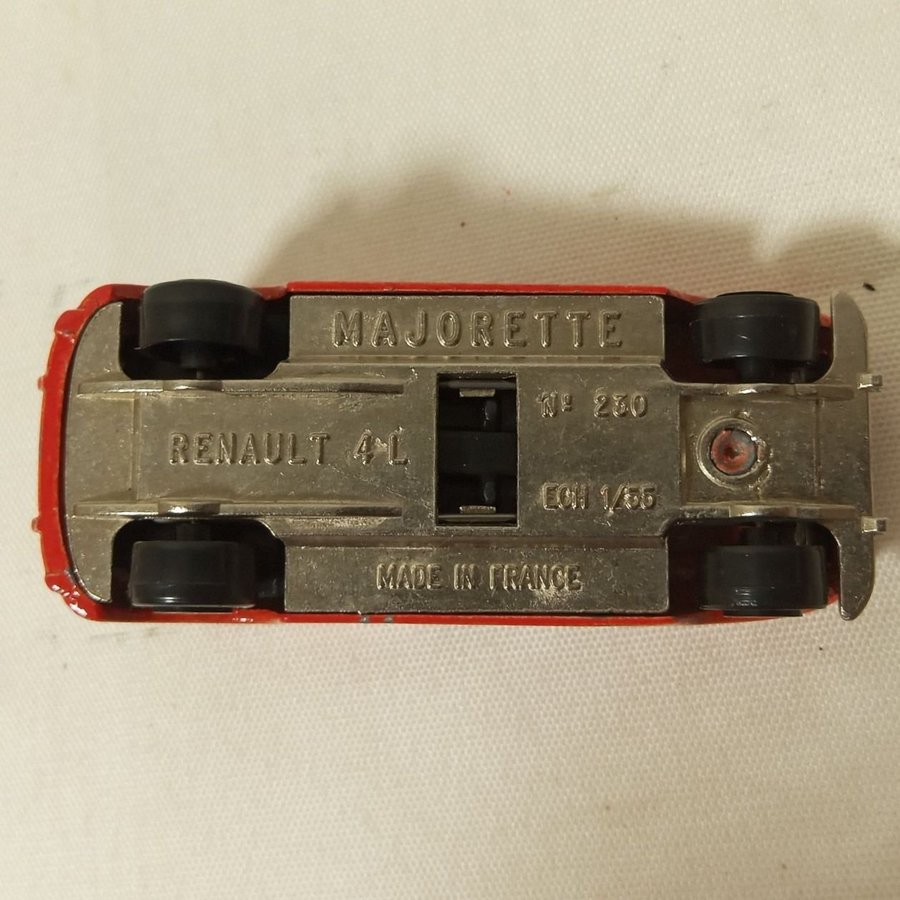 MAJORETTE
Nº 230
RENAULT 4L
ECH 1/55
MADE IN FRANCE